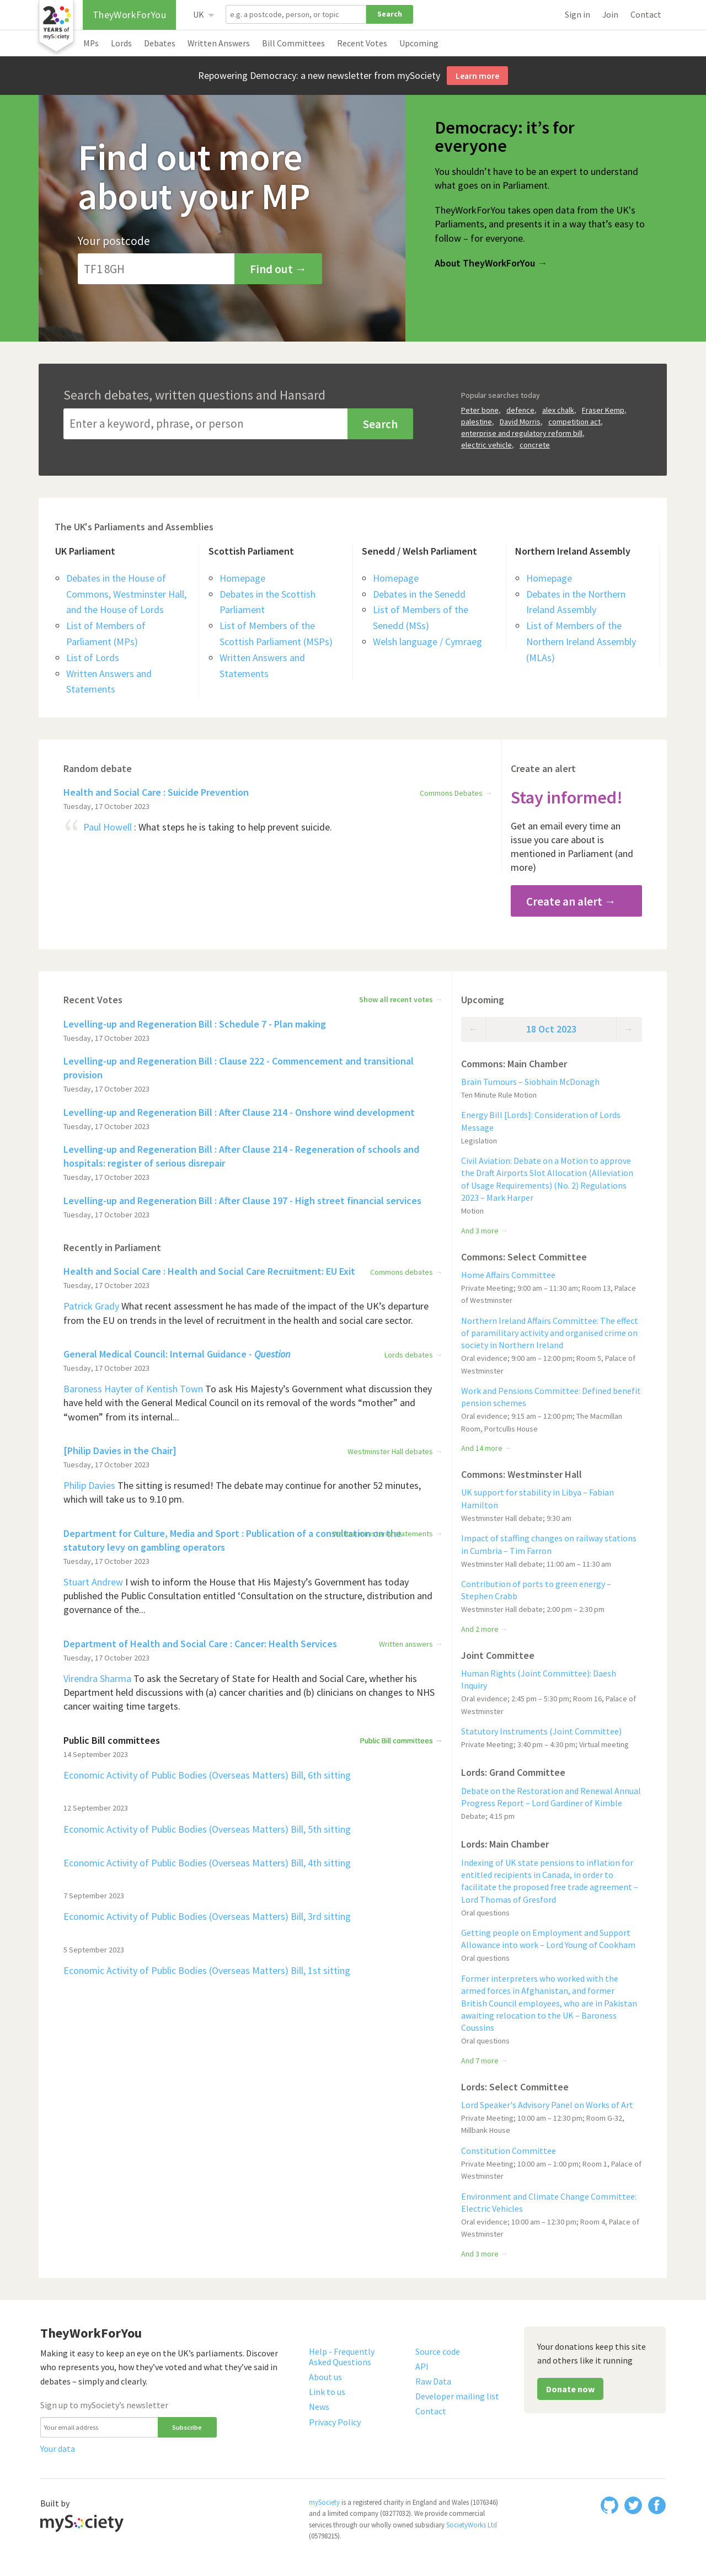 20
YEARS of
mySociety
TheyWorkForYou
UK
e.g. a postcode, person, or topic
Search
Sign in
Join
Contact
MPs
Lords
Debates
Written Answers
Bill Committees
Recent Votes
Upcoming
Repowering Democracy: a new newsletter from mySociety
Learn more
Find out more
about your MP
Your postcode
TF1 8GH
Find out →
Democracy: it’s for
everyone
You shouldn’t have to be an expert to understand
what goes on in Parliament.
TheyWorkForYou takes open data from the UK’s
Parliaments, and presents it in a way that’s easy to
follow – for everyone.
About TheyWorkForYou →
Search debates, written questions and Hansard
Enter a keyword, phrase, or person
Search
Popular searches today
Peter bone, defence, alex chalk, Fraser Kemp,
palestine, David Morris, competition act,
enterprise and regulatory reform bill,
electric vehicle, concrete
The UK's Parliaments and Assemblies
UK Parliament
Debates in the House of
Commons, Westminster Hall,
and the House of Lords
List of Members of
Parliament (MPs)
List of Lords
Written Answers and
Statements
Scottish Parliament
Homepage
Debates in the Scottish
Parliament
List of Members of the
Scottish Parliament (MSPs)
Written Answers and
Statements
Senedd / Welsh Parliament
Homepage
Debates in the Senedd
List of Members of the
Senedd (MSs)
Welsh language / Cymraeg
Northern Ireland Assembly
Homepage
Debates in the Northern
Ireland Assembly
List of Members of the
Northern Ireland Assembly
(MLAs)
Random debate
Health and Social Care : Suicide Prevention
Commons Debates →
Tuesday, 17 October 2023
“ Paul Howell : What steps he is taking to help prevent suicide.
Create an alert
Stay informed!
Get an email every time an
issue you care about is
mentioned in Parliament (and
more)
Create an alert →
Recent Votes
Show all recent votes →
Levelling-up and Regeneration Bill : Schedule 7 - Plan making
Tuesday, 17 October 2023
Levelling-up and Regeneration Bill : Clause 222 - Commencement and transitional
provision
Tuesday, 17 October 2023
Levelling-up and Regeneration Bill : After Clause 214 - Onshore wind development
Tuesday, 17 October 2023
Levelling-up and Regeneration Bill : After Clause 214 - Regeneration of schools and
hospitals: register of serious disrepair
Tuesday, 17 October 2023
Levelling-up and Regeneration Bill : After Clause 197 - High street financial services
Tuesday, 17 October 2023
Recently in Parliament
Health and Social Care : Health and Social Care Recruitment: EU Exit
Commons debates →
Tuesday, 17 October 2023
Patrick Grady What recent assessment he has made of the impact of the UK’s departure
from the EU on trends in the level of recruitment in the health and social care sector.
General Medical Council: Internal Guidance - Question
Lords debates →
Tuesday, 17 October 2023
Baroness Hayter of Kentish Town To ask His Majesty’s Government what discussion they
have held with the General Medical Council on its removal of the words “mother” and
“women” from its internal...
[Philip Davies in the Chair]
Westminster Hall debates →
Tuesday, 17 October 2023
Philip Davies The sitting is resumed! The debate may continue for another 52 minutes,
which will take us to 9.10 pm.
Department for Culture, Media and Sport : Publication of a consultation on the
statutory levy on gambling operators
Tuesday, 17 October 2023
Stuart Andrew I wish to inform the House that His Majesty’s Government has today
published the Public Consultation entitled ‘Consultation on the structure, distribution and
governance of the...
Department of Health and Social Care : Cancer: Health Services
Written answers →
Tuesday, 17 October 2023
Virendra Sharma To ask the Secretary of State for Health and Social Care, whether his
Department held discussions with (a) cancer charities and (b) clinicians on changes to NHS
cancer waiting time targets.
Public Bill committees
Public Bill committees →
14 September 2023
Economic Activity of Public Bodies (Overseas Matters) Bill, 6th sitting
12 September 2023
Economic Activity of Public Bodies (Overseas Matters) Bill, 5th sitting
Economic Activity of Public Bodies (Overseas Matters) Bill, 4th sitting
7 September 2023
Economic Activity of Public Bodies (Overseas Matters) Bill, 3rd sitting
5 September 2023
Economic Activity of Public Bodies (Overseas Matters) Bill, 1st sitting
Upcoming
← 18 Oct 2023 →
Commons: Main Chamber
Brain Tumours – Siobhain McDonagh
Ten Minute Rule Motion
Energy Bill [Lords]: Consideration of Lords
Message
Legislation
Civil Aviation: Debate on a Motion to approve
the Draft Airports Slot Allocation (Alleviation
of Usage Requirements) (No. 2) Regulations
2023 – Mark Harper
Motion
And 3 more →
Commons: Select Committee
Home Affairs Committee
Private Meeting; 9:00 am – 11:30 am; Room 13, Palace
of Westminster
Northern Ireland Affairs Committee: The effect
of paramilitary activity and organised crime on
society in Northern Ireland
Oral evidence; 9:00 am – 12:00 pm; Room 5, Palace of
Westminster
Work and Pensions Committee: Defined benefit
pension schemes
Oral evidence; 9:15 am – 12:00 pm; The Macmillan
Room, Portcullis House
And 14 more →
Commons: Westminster Hall
UK support for stability in Libya – Fabian
Hamilton
Westminster Hall debate; 9:30 am
Impact of staffing changes on railway stations
in Cumbria – Tim Farron
Westminster Hall debate; 11:00 am – 11:30 am
Contribution of ports to green energy –
Stephen Crabb
Westminster Hall debate; 2:00 pm – 2:30 pm
And 2 more →
Joint Committee
Human Rights (Joint Committee): Daesh
Inquiry
Oral evidence; 2:45 pm – 5:30 pm; Room 16, Palace of
Westminster
Statutory Instruments (Joint Committee)
Private Meeting; 3:40 pm – 4:30 pm; Virtual meeting
Lords: Grand Committee
Debate on the Restoration and Renewal Annual
Progress Report – Lord Gardiner of Kimble
Debate; 4:15 pm
Lords: Main Chamber
Indexing of UK state pensions to inflation for
entitled recipients in Canada, in order to
facilitate the proposed free trade agreement –
Lord Thomas of Gresford
Oral questions
Getting people on Employment and Support
Allowance into work – Lord Young of Cookham
Oral questions
Former interpreters who worked with the
armed forces in Afghanistan, and former
British Council employees, who are in Pakistan
awaiting relocation to the UK – Baroness
Coussins
Oral questions
And 7 more →
Lords: Select Committee
Lord Speaker's Advisory Panel on Works of Art
Private Meeting; 10:00 am – 12:30 pm; Room G-32,
Millbank House
Constitution Committee
Private Meeting; 10:00 am – 1:00 pm; Room 1, Palace of
Westminster
Environment and Climate Change Committee:
Electric Vehicles
Oral evidence; 10:00 am – 12:30 pm; Room 4, Palace of
Westminster
And 3 more →
TheyWorkForYou
Making it easy to keep an eye on the UK’s parliaments. Discover
who represents you, how they’ve voted and what they’ve said in
debates – simply and clearly.
Sign up to mySociety’s newsletter
Your email address
Subscribe
Your data
Help - Frequently
Asked Questions
About us
Link to us
News
Privacy Policy
Source code
API
Raw Data
Developer mailing list
Contact
Your donations keep this site
and others like it running
Donate now
Built by
mySociety
mySociety is a registered charity in England and Wales (1076346)
and a limited company (03277032). We provide commercial
services through our wholly owned subsidiary SocietyWorks Ltd
(05798215).